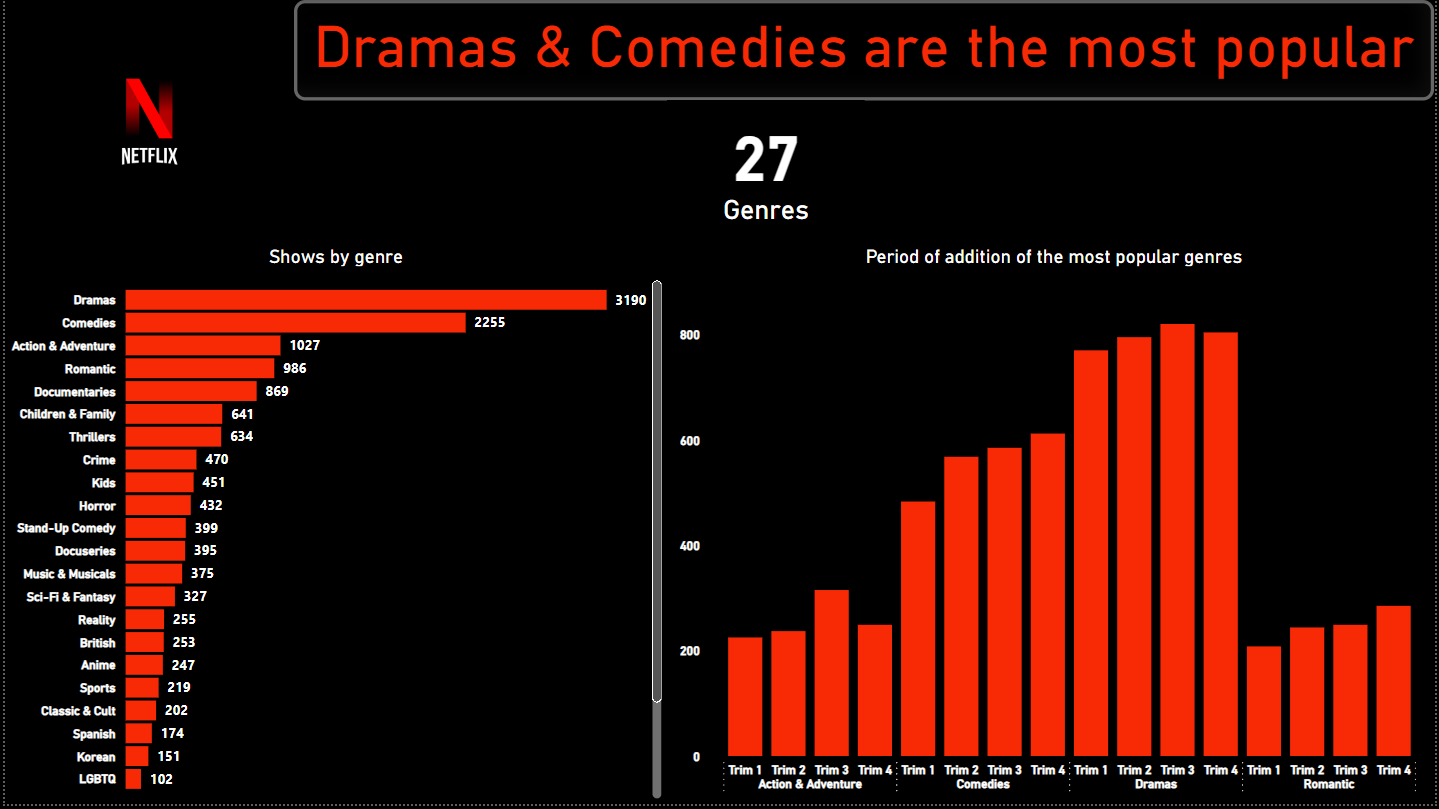 Dramas & Comedies are the most popular
NETFLIX
27
Genres
Shows by genre
Dramas 3190
Comedies 2255
Action & Adventure 1027
Romantic 986
Documentaries 869
Children & Family 641
Thrillers 634
Crime 470
Kids 451
Horror 432
Stand-Up Comedy 399
Docuseries 395
Music & Musicals 375
Sci-Fi & Fantasy 327
Reality 255
British 253
Anime 247
Sports 219
Classic & Cult 202
Spanish 174
Korean 151
LGBTQ 102
Period of addition of the most popular genres
800
600
400
200
0
Trim 1 Trim 2 Trim 3 Trim 4 Trim 1 Trim 2 Trim 3 Trim 4 Trim 1 Trim 2 Trim 3 Trim 4 Trim 1 Trim 2 Trim 3 Trim 4
Action & Adventure Comedies Dramas Romantic